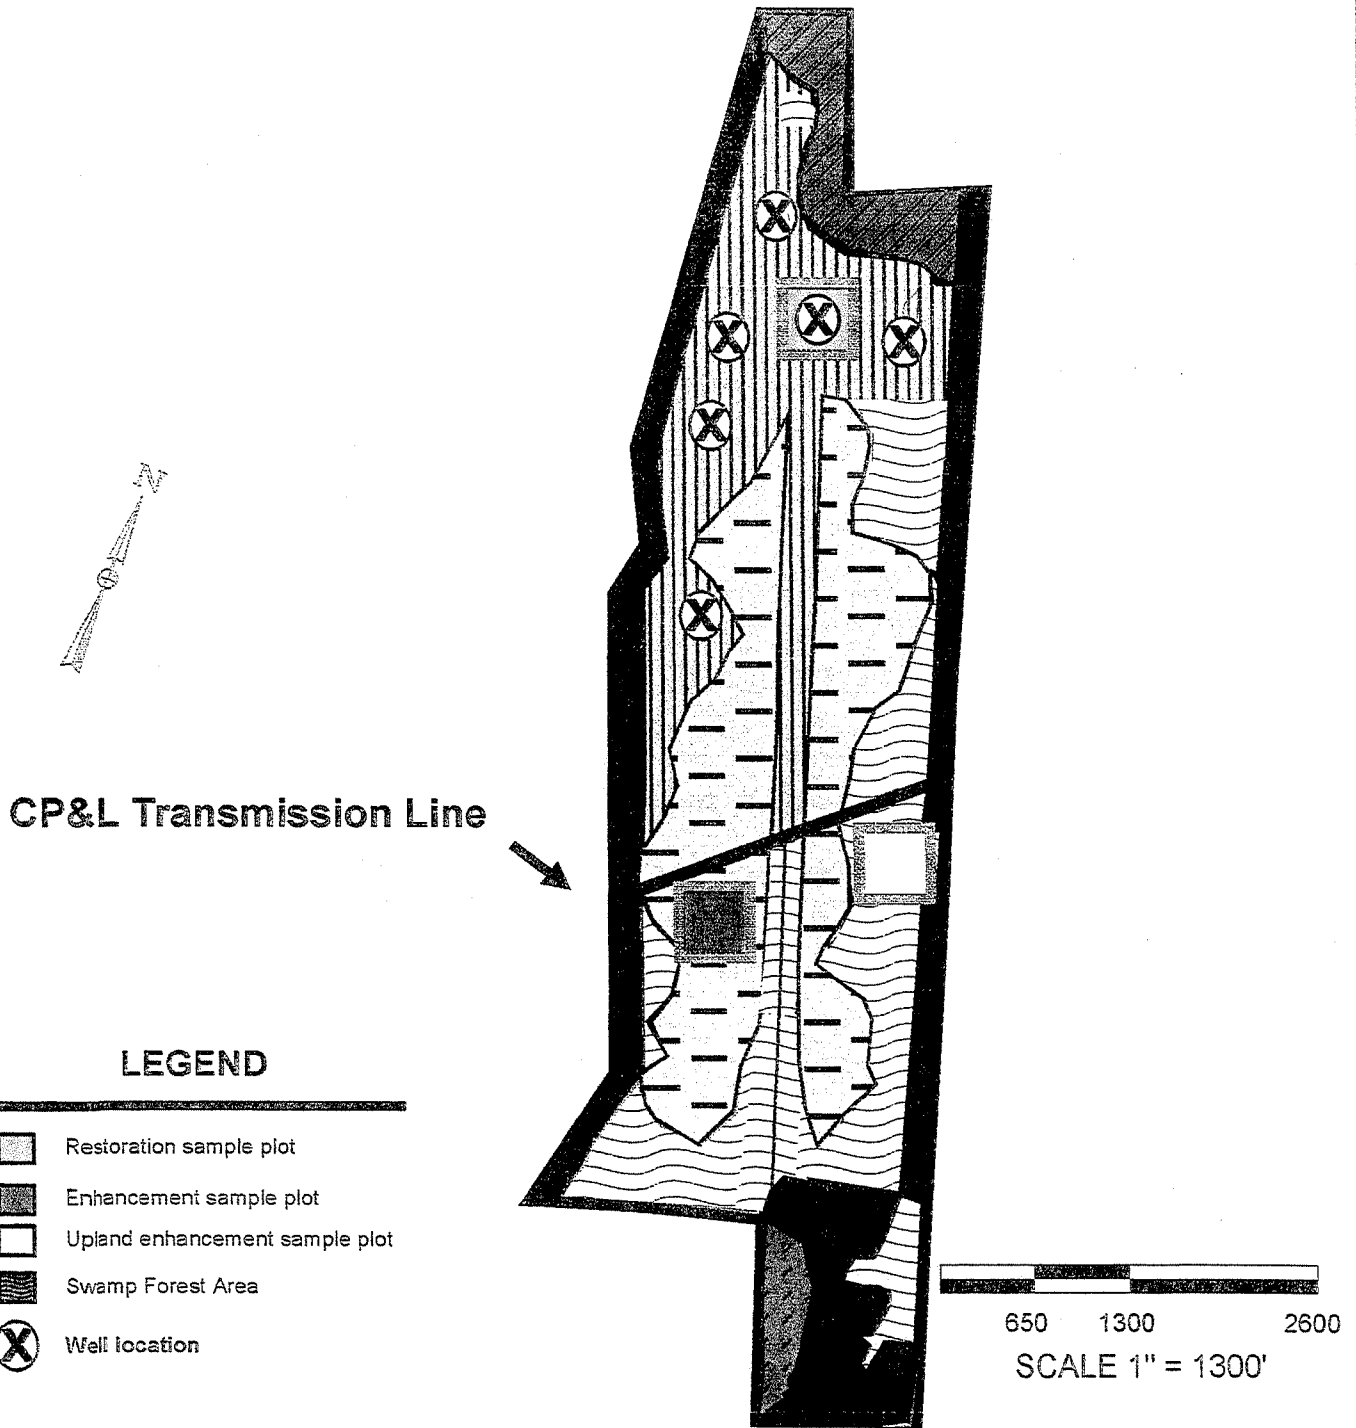 N
CP&L Transmission Line
LEGEND
Restoration sample plot
Enhancement sample plot
Upland enhancement sample plot
Swamp Forest Area
X Well location
X
X
X
X
X
X
650 1300 2600
SCALE 1" = 1300'